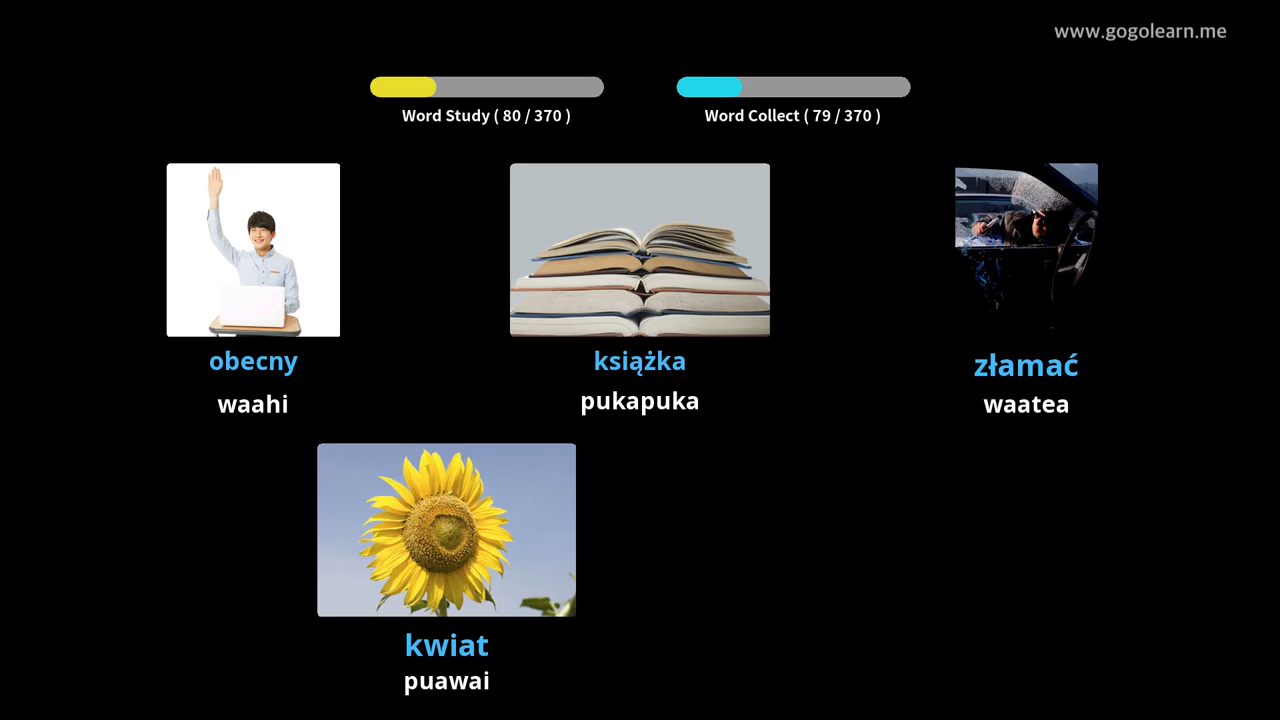 www.gogolearn.me
Word Study ( 80 / 370 )
Word Collect ( 79 / 370 )
obecny
książka
złamać
waahi
pukapuka
waatea
kwiat
puawai